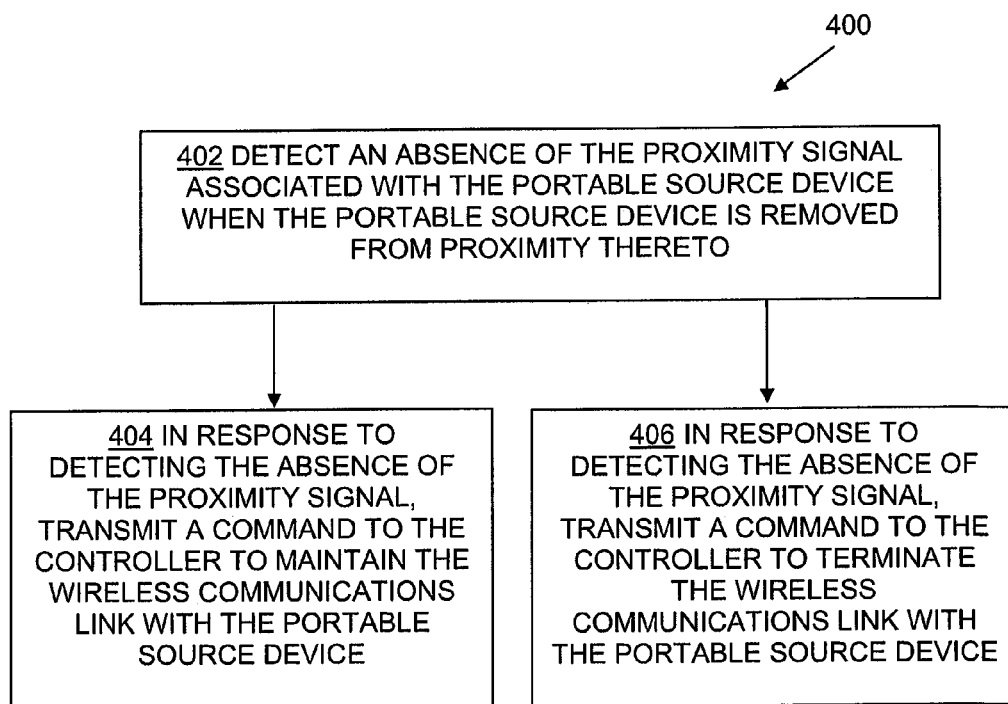 400
402 DETECT AN ABSENCE OF THE PROXIMITY SIGNAL
ASSOCIATED WITH THE PORTABLE SOURCE DEVICE
WHEN THE PORTABLE SOURCE DEVICE IS REMOVED
FROM PROXIMITY THERETO
404 IN RESPONSE TO
DETECTING THE ABSENCE OF
THE PROXIMITY SIGNAL,
TRANSMIT A COMMAND TO THE
CONTROLLER TO MAINTAIN THE
WIRELESS COMMUNICATIONS
LINK WITH THE PORTABLE
SOURCE DEVICE
406 IN RESPONSE TO
DETECTING THE ABSENCE OF
THE PROXIMITY SIGNAL,
TRANSMIT A COMMAND TO THE
CONTROLLER TO TERMINATE
THE WIRELESS
COMMUNICATIONS LINK WITH
THE PORTABLE SOURCE DEVICE